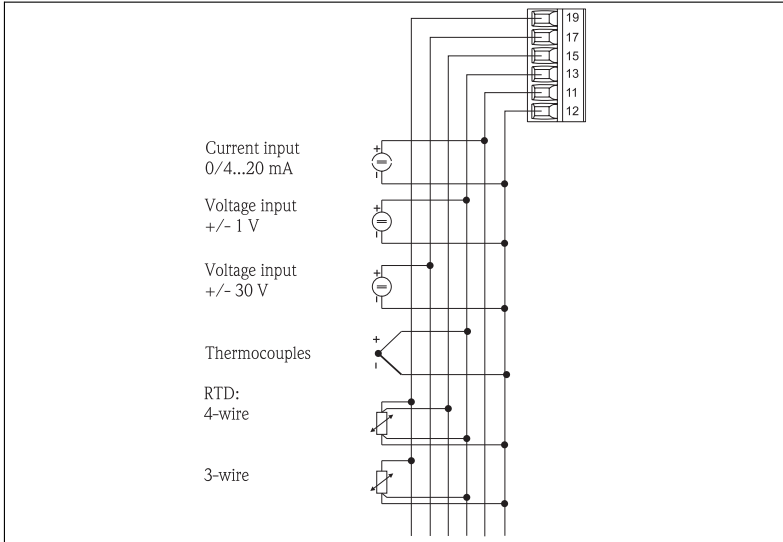 19
17
15
13
11
12
Current input
0/4...20 mA
+
-
Voltage input
+/- 1 V
+
-
Voltage input
+/- 30 V
+
-
Thermocouples
+
-
RTD:
4-wire
3-wire